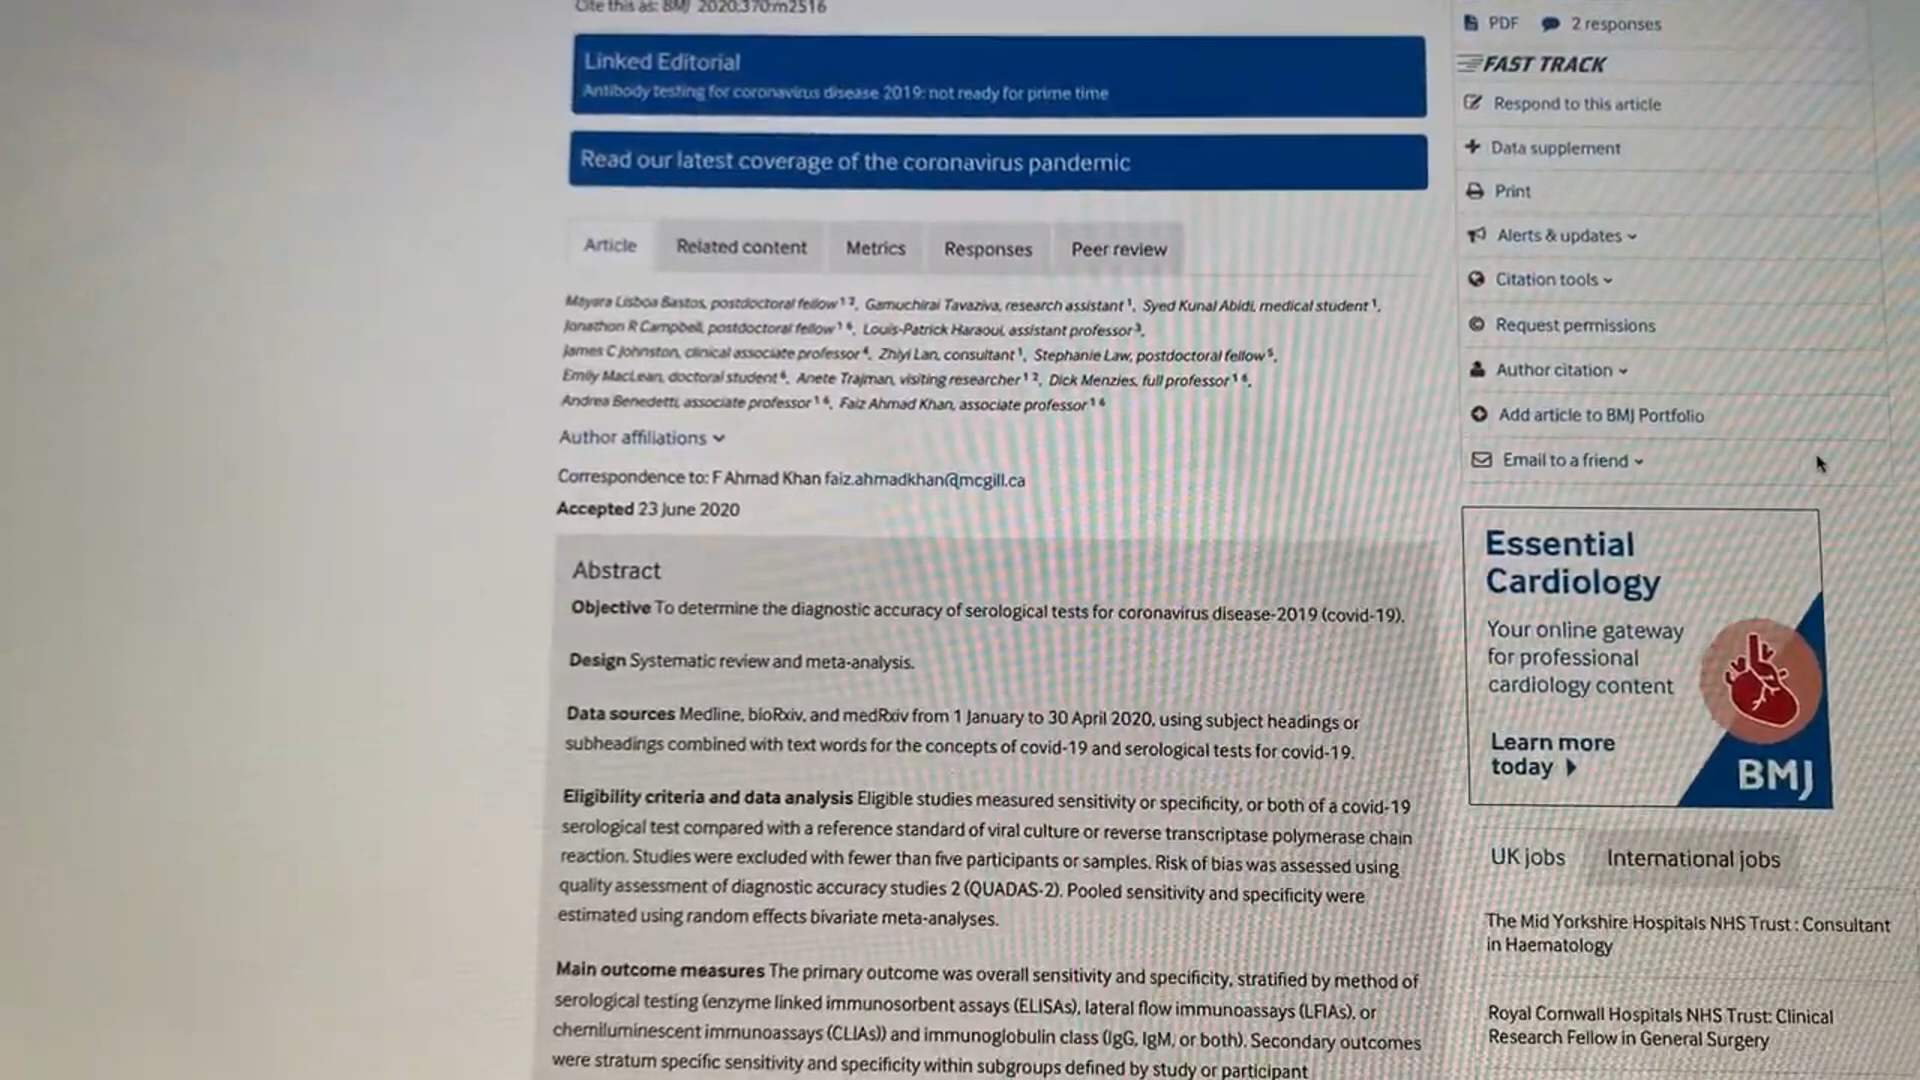 Cite this as: BMJ 2020;370:m2516
Linked Editorial
Antibody testing for coronavirus disease 2019: not ready for prime time
Read our latest coverage of the coronavirus pandemic
Article Related content Metrics Responses Peer review
Mayara Lisboa Bastos, postdoctoral fellow 1 2, Gamuchirai Tavaziva, research assistant 1, Syed Kunal Abidi, medical student 1,
Jonathon R Campbell, postdoctoral fellow 1 6, Louis-Patrick Haraoui, assistant professor 3,
James C Johnston, clinical associate professor 4, Zhiyi Lan, consultant 1, Stephanie Law, postdoctoral fellow 5,
Emily MacLean, doctoral student 6, Anete Trajman, visiting researcher 1 2, Dick Menzies, full professor 1 6,
Andrea Benedetti, associate professor 1 6, Faiz Ahmad Khan, associate professor 1 6
Author affiliations
Correspondence to: F Ahmad Khan faiz.ahmadkhan@mcgill.ca
Accepted 23 June 2020
Abstract
Objective To determine the diagnostic accuracy of serological tests for coronavirus disease-2019 (covid-19).
Design Systematic review and meta-analysis.
Data sources Medline, bioRxiv, and medRxiv from 1 January to 30 April 2020, using subject headings or
subheadings combined with text words for the concepts of covid-19 and serological tests for covid-19.
Eligibility criteria and data analysis Eligible studies measured sensitivity or specificity, or both of a covid-19
serological test compared with a reference standard of viral culture or reverse transcriptase polymerase chain
reaction. Studies were excluded with fewer than five participants or samples. Risk of bias was assessed using
quality assessment of diagnostic accuracy studies 2 (QUADAS-2). Pooled sensitivity and specificity were
estimated using random effects bivariate meta-analyses.
Main outcome measures The primary outcome was overall sensitivity and specificity, stratified by method of
serological testing (enzyme linked immunosorbent assays (ELISAs), lateral flow immunoassays (LFIAs), or
chemiluminescent immunoassays (CLIAs)) and immunoglobulin class (IgG, IgM, or both). Secondary outcomes
were stratum specific sensitivity and specificity within subgroups defined by study or participant
PDF 2 responses
FAST TRACK
Respond to this article
Data supplement
Print
Alerts & updates
Citation tools
Request permissions
Author citation
Add article to BMJ Portfolio
Email to a friend
Essential
Cardiology
Your online gateway
for professional
cardiology content
Learn more
today
BMJ
UK jobs International jobs
The Mid Yorkshire Hospitals NHS Trust : Consultant
in Haematology
Royal Cornwall Hospitals NHS Trust: Clinical
Research Fellow in General Surgery